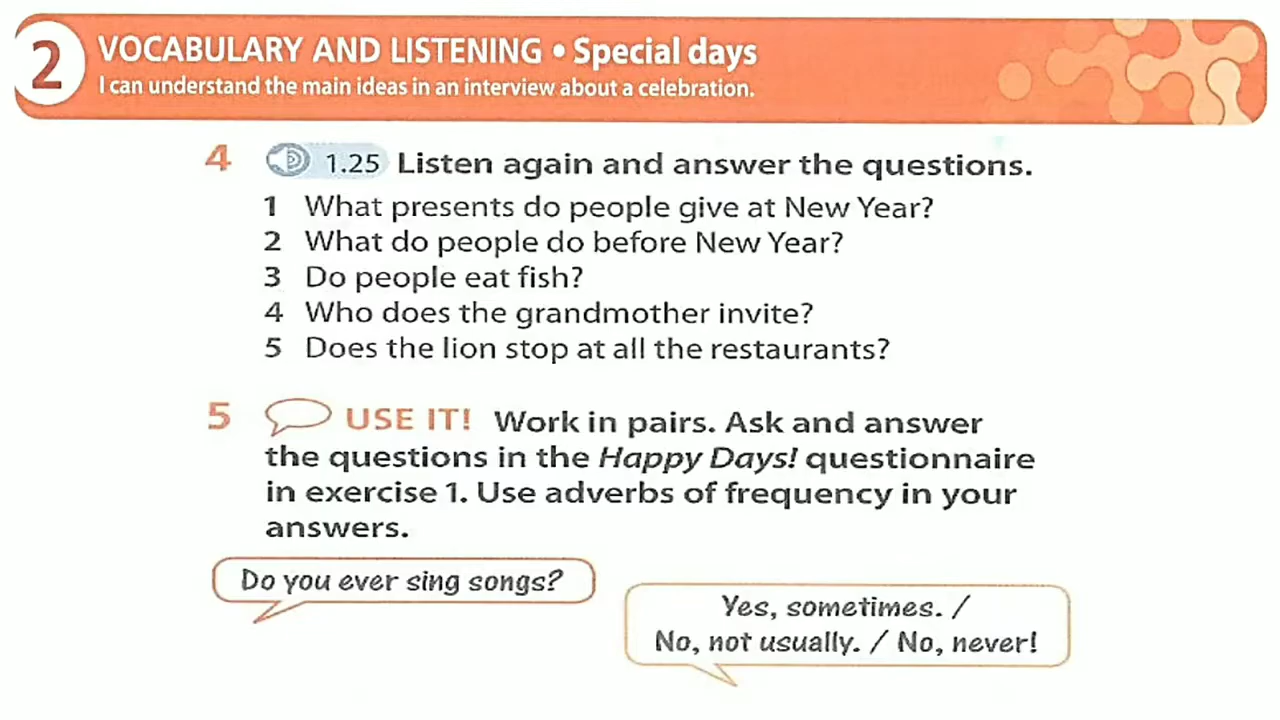 2
VOCABULARY AND LISTENING • Special days
I can understand the main ideas in an interview about a celebration.
4 1.25 Listen again and answer the questions.
1 What presents do people give at New Year?
2 What do people do before New Year?
3 Do people eat fish?
4 Who does the grandmother invite?
5 Does the lion stop at all the restaurants?
5 USE IT! Work in pairs. Ask and answer
the questions in the Happy Days! questionnaire
in exercise 1. Use adverbs of frequency in your
answers.
Do you ever sing songs?
Yes, sometimes. /
No, not usually. / No, never!